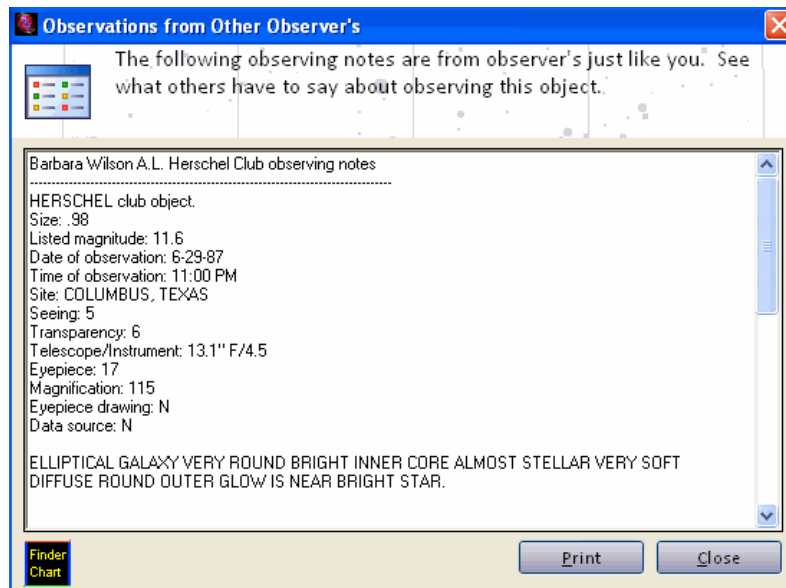 Observations from Other Observer's
The following observing notes are from observer's just like you. See
what others have to say about observing this object.
Barbara Wilson A.L. Herschel Club observing notes
--------------------------------------------------------------------------------
HERSCHEL club object.
Size: .98
Listed magnitude: 11.6
Date of observation: 6-29-87
Time of observation: 11:00 PM
Site: COLUMBUS, TEXAS
Seeing: 5
Transparency: 6
Telescope/Instrument: 13.1" F/4.5
Eyepiece: 17
Magnification: 115
Eyepiece drawing: N
Data source: N
ELLIPTICAL GALAXY VERY ROUND BRIGHT INNER CORE ALMOST STELLAR VERY SOFT
DIFFUSE ROUND OUTER GLOW IS NEAR BRIGHT STAR.
Finder
Chart
Print
Close